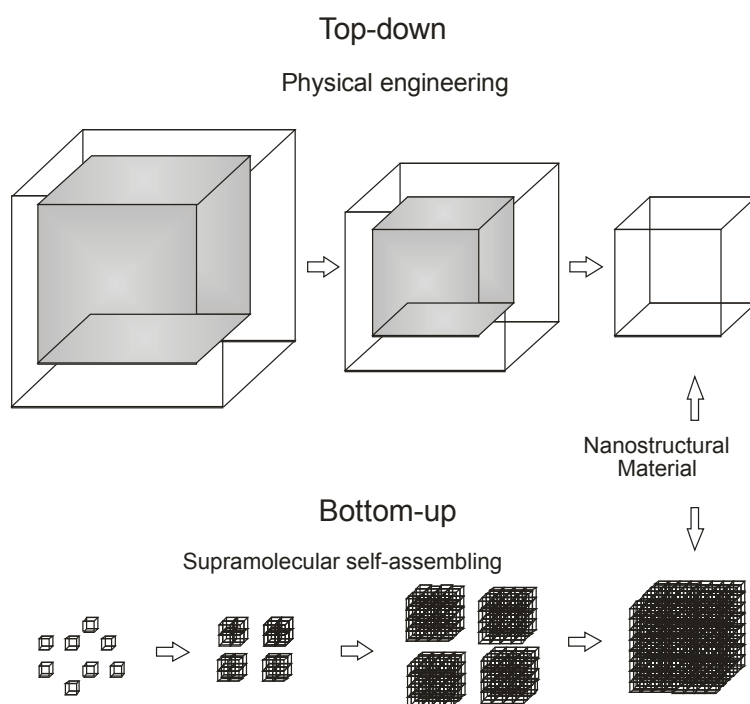 Top-down
Physical engineering
Nanostructural
Material
Bottom-up
Supramolecular self-assembling